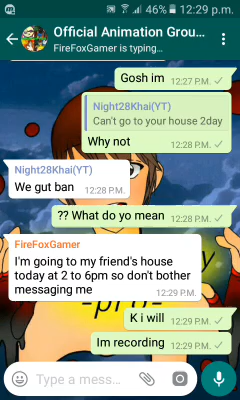 46% 12:29 p.m.
Official Animation Grou...
FireFoxGamer is typing...
Gosh im 12:27 P.M.
Night28Khai(YT)
Can't go to your house 2day
Why not 12:28 P.M.
Night28Khai(YT)
We gut ban 12:28 P.M.
?? What do yo mean 12:28 P.M.
FireFoxGamer
I'm going to my friend's house
today at 2 to 6pm so don't bother
messaging me
12:29 P.M.
K i will 12:29 P.M.
Im recording 12:29 P.M.
Type a mess...